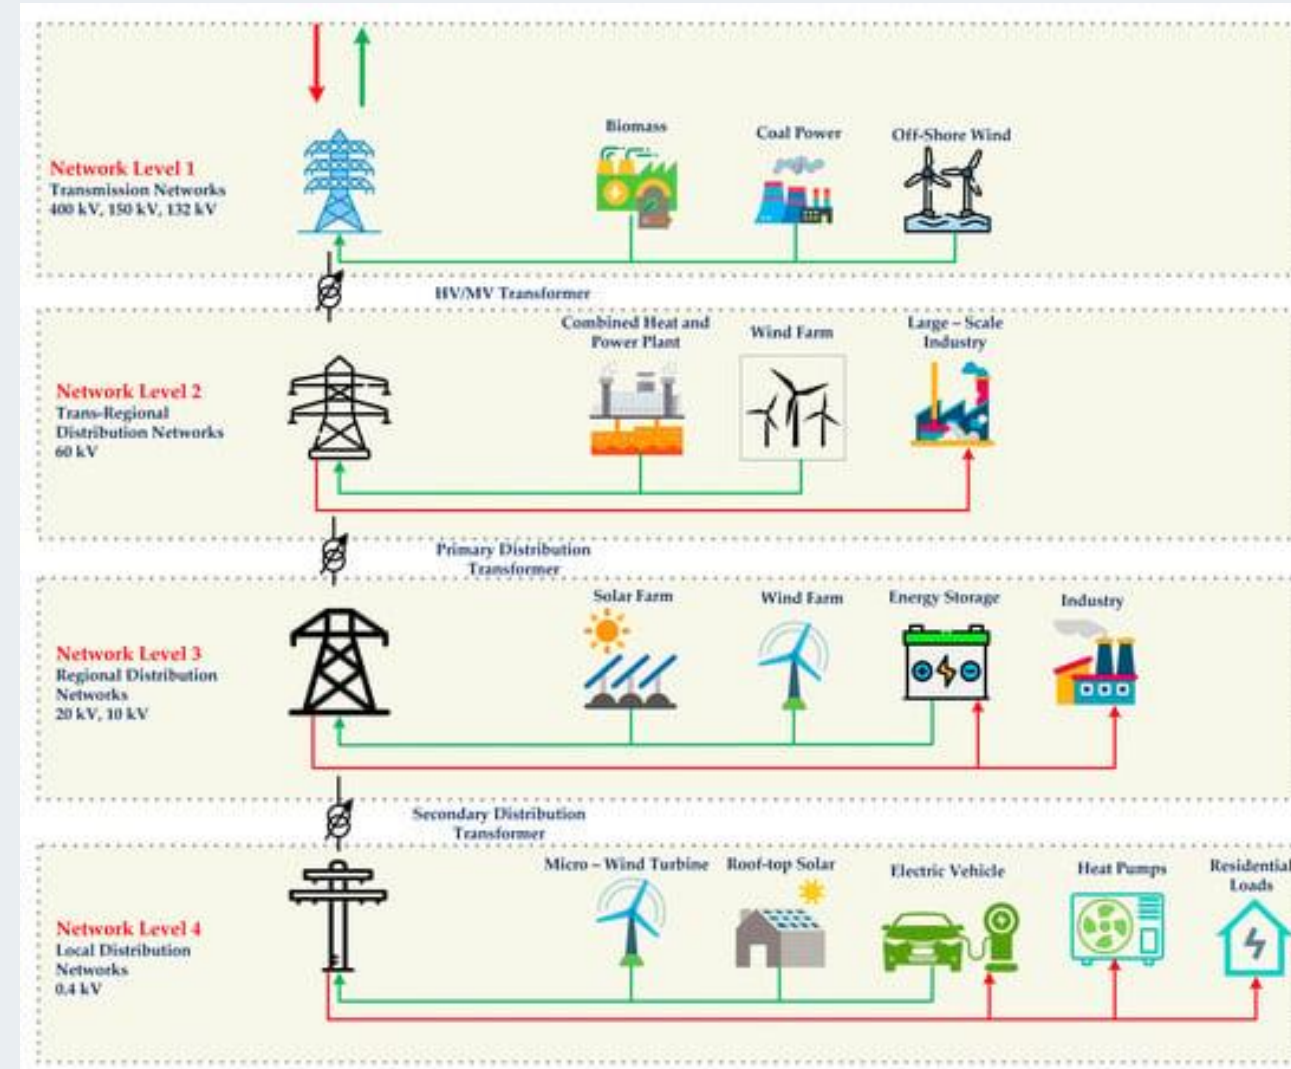 Biomass
Coal Power
Off-Shore Wind
Network Level 1
Transmission Networks
400 kV, 150 kV, 132 kV
HV/MV Transformer
Combined Heat and
Power Plant
Wind Farm
Large – Scale
Industry
Network Level 2
Trans-Regional
Distribution Networks
60 kV
Primary Distribution
Transformer
Solar Farm
Wind Farm
Energy Storage
Industry
Network Level 3
Regional Distribution
Networks
20 kV, 10 kV
Secondary Distribution
Transformer
Micro – Wind Turbine
Roof-top Solar
Electric Vehicle
Heat Pumps
Residential
Loads
Network Level 4
Local Distribution
Networks
0.4 kV